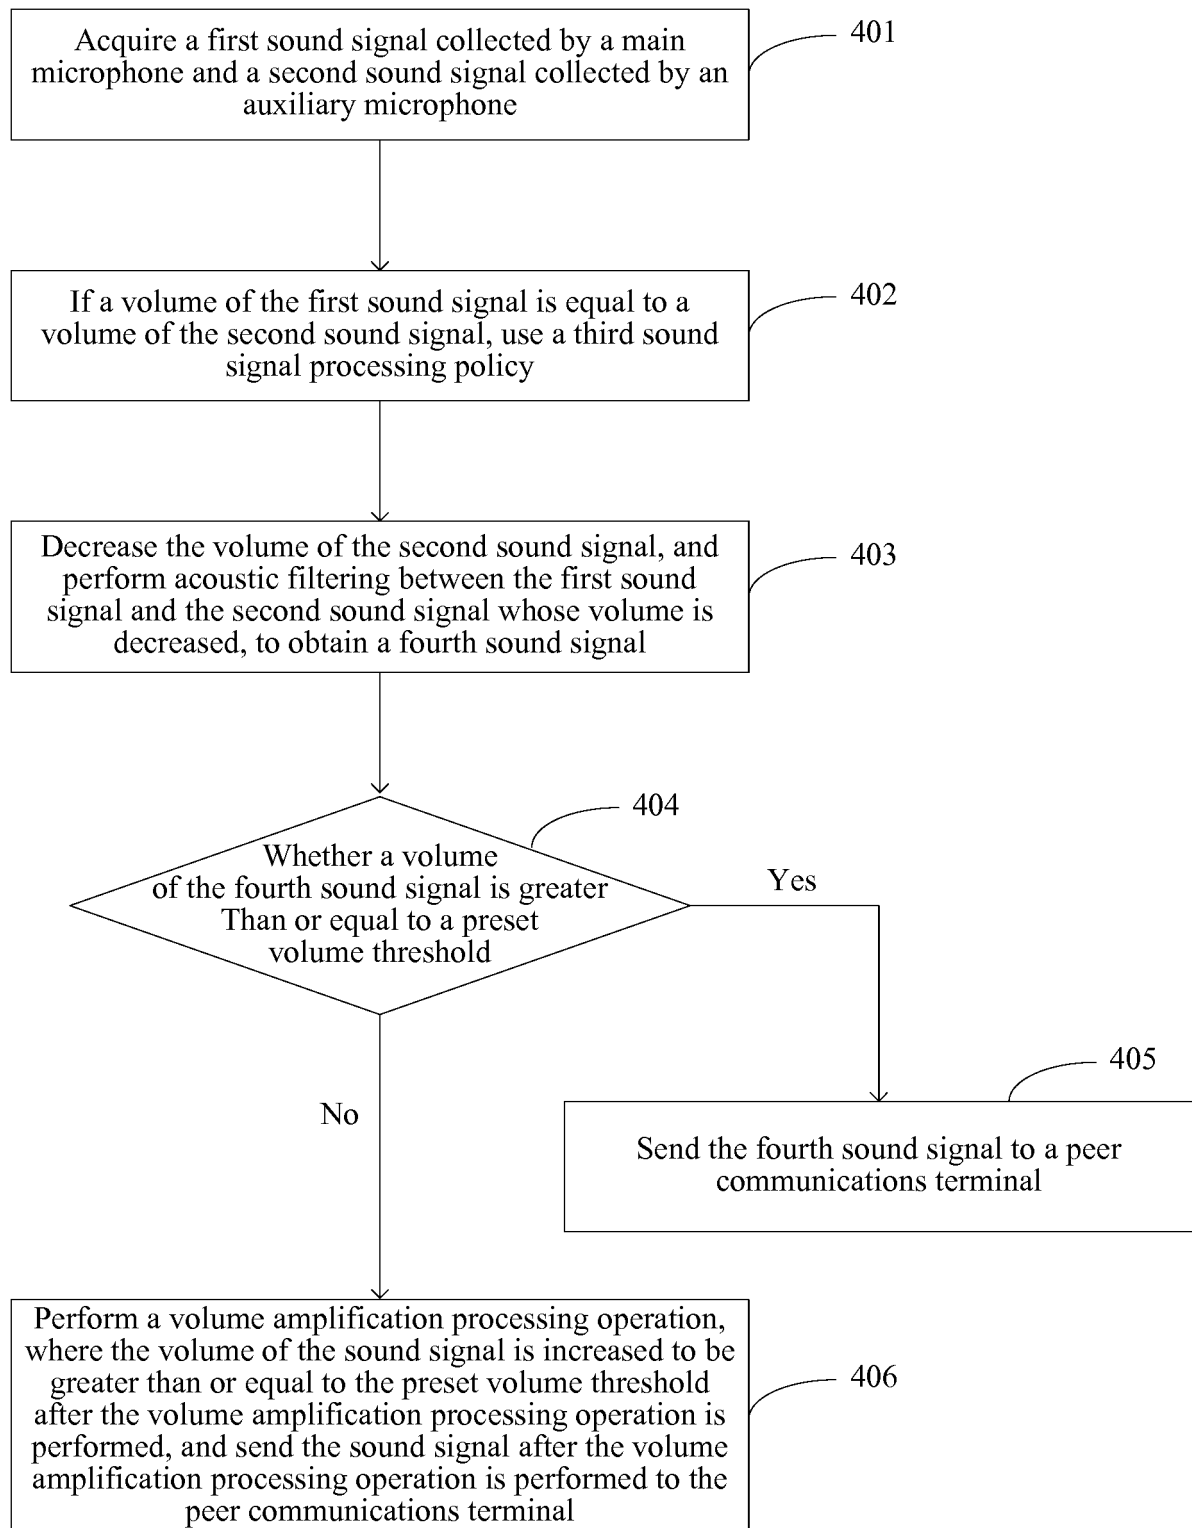 Acquire a first sound signal collected by a main
microphone and a second sound signal collected by an
auxiliary microphone
401
If a volume of the first sound signal is equal to a
volume of the second sound signal, use a third sound
signal processing policy
402
Decrease the volume of the second sound signal, and
perform acoustic filtering between the first sound
signal and the second sound signal whose volume is
decreased, to obtain a fourth sound signal
403
404
Whether a volume
of the fourth sound signal is greater
Than or equal to a preset
volume threshold
Yes
No
405
Send the fourth sound signal to a peer
communications terminal
Perform a volume amplification processing operation,
where the volume of the sound signal is increased to be
greater than or equal to the preset volume threshold
after the volume amplification processing operation is
performed, and send the sound signal after the volume
amplification processing operation is performed to the
peer communications terminal
406